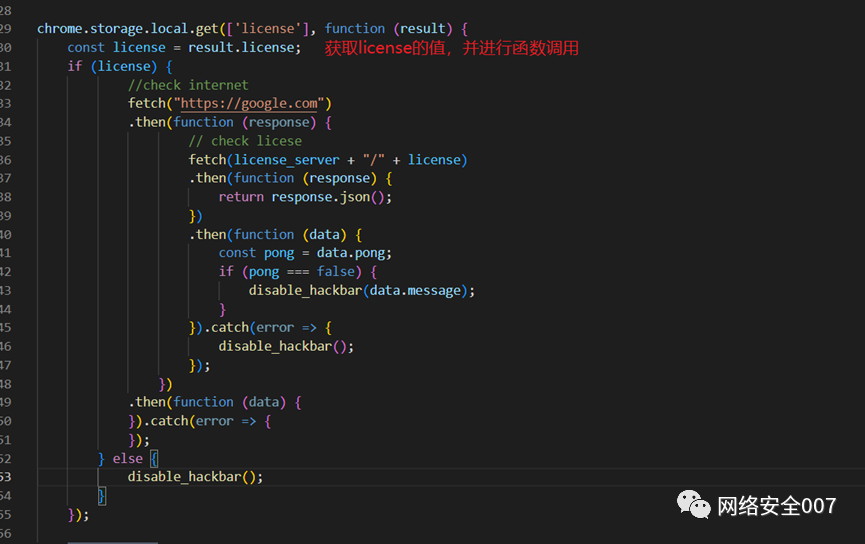 28
29 chrome.storage.local.get(['license'], function (result) {
30 const license = result.license; 获取license的值，并进行函数调用
31 if (license) {
32 //check internet
33 fetch("https://google.com")
34 .then(function (response) {
35 // check licese
36 fetch(license_server + "/" + license)
37 .then(function (response) {
38 return response.json();
39 })
40 .then(function (data) {
41 const pong = data.pong;
42 if (pong === false) {
43 disable_hackbar(data.message);
44 }
45 }).catch(error => {
46 disable_hackbar();
47 });
48 })
49 .then(function (data) {
50 }).catch(error => {
51 });
52 } else {
53 disable_hackbar();
54 }
55 });
56
网络安全007